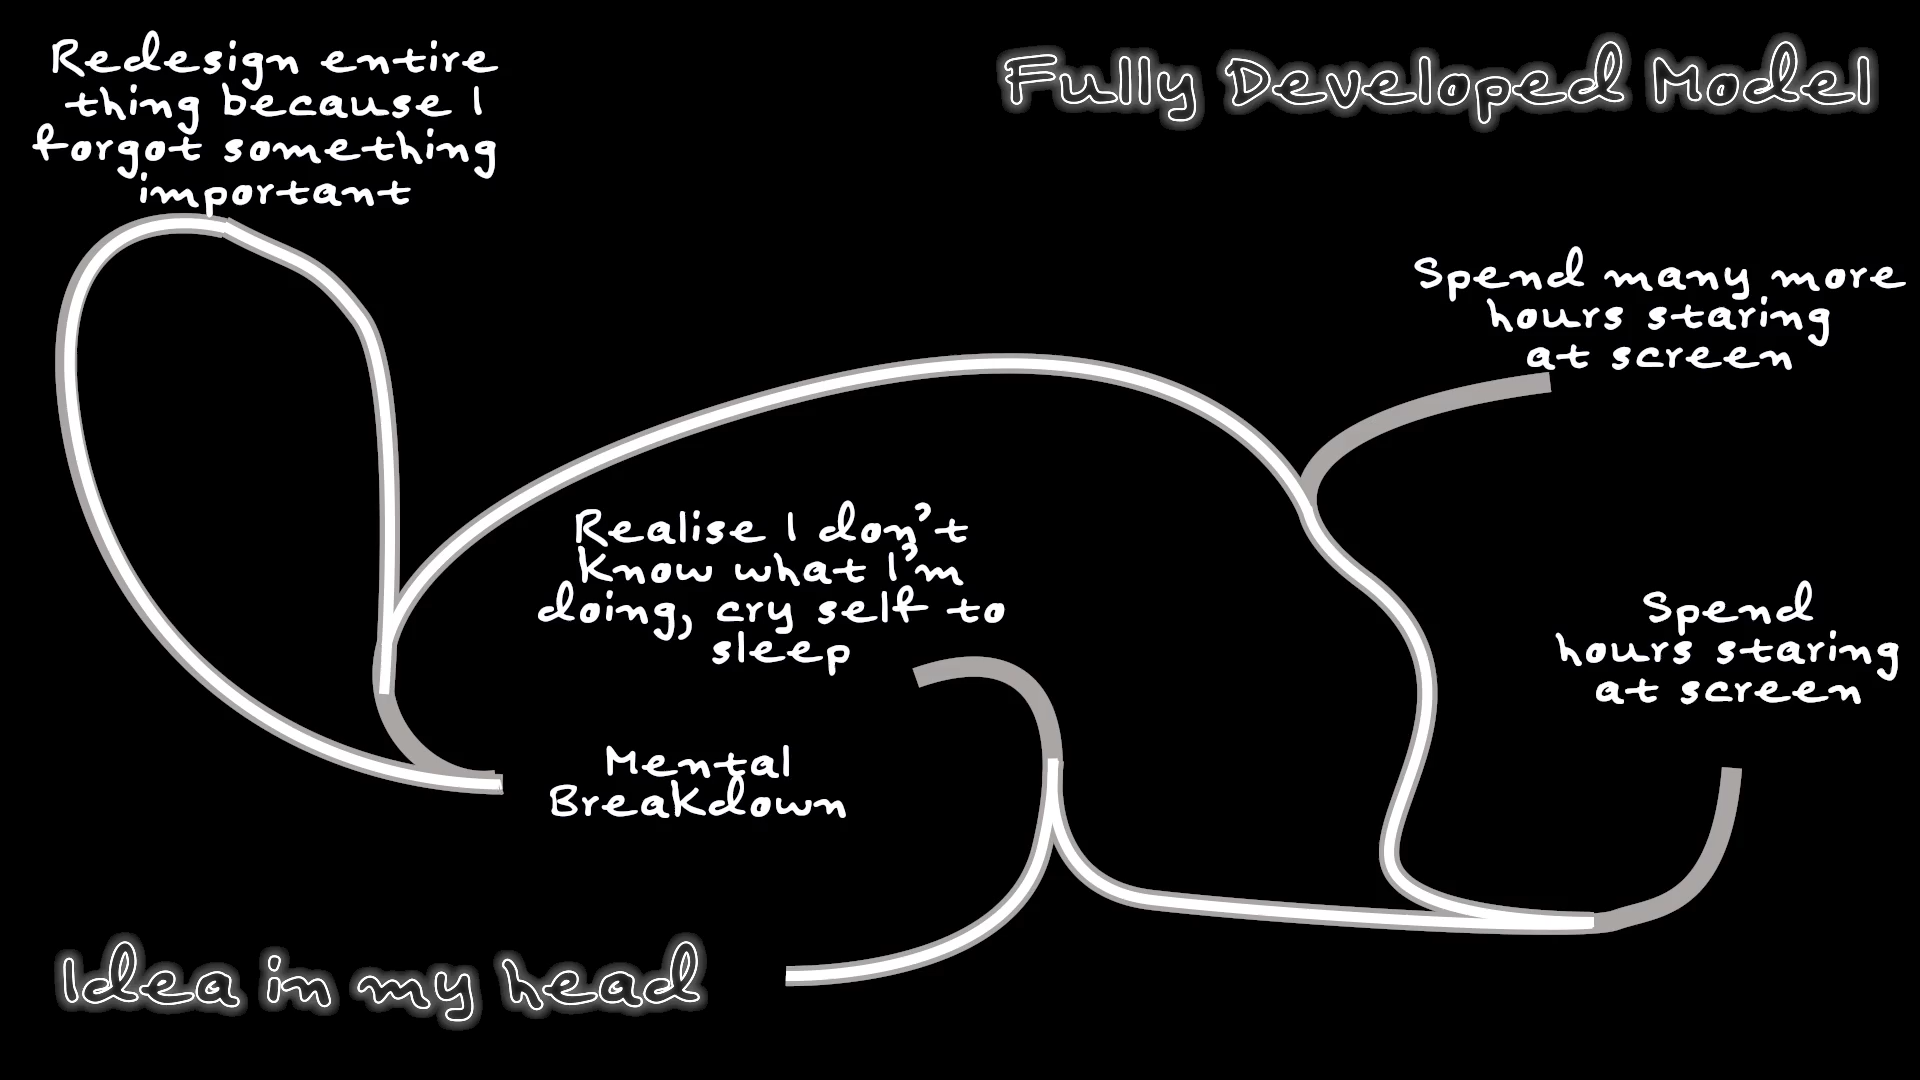 Redesign entire
thing because I
forgot something
important
Fully Developed Model
Spend many more
hours staring
at screen
Realise I don't
know what I'm
doing, cry self to
sleep
Spend
hours staring
at screen
Mental
Breakdown
Idea in my head